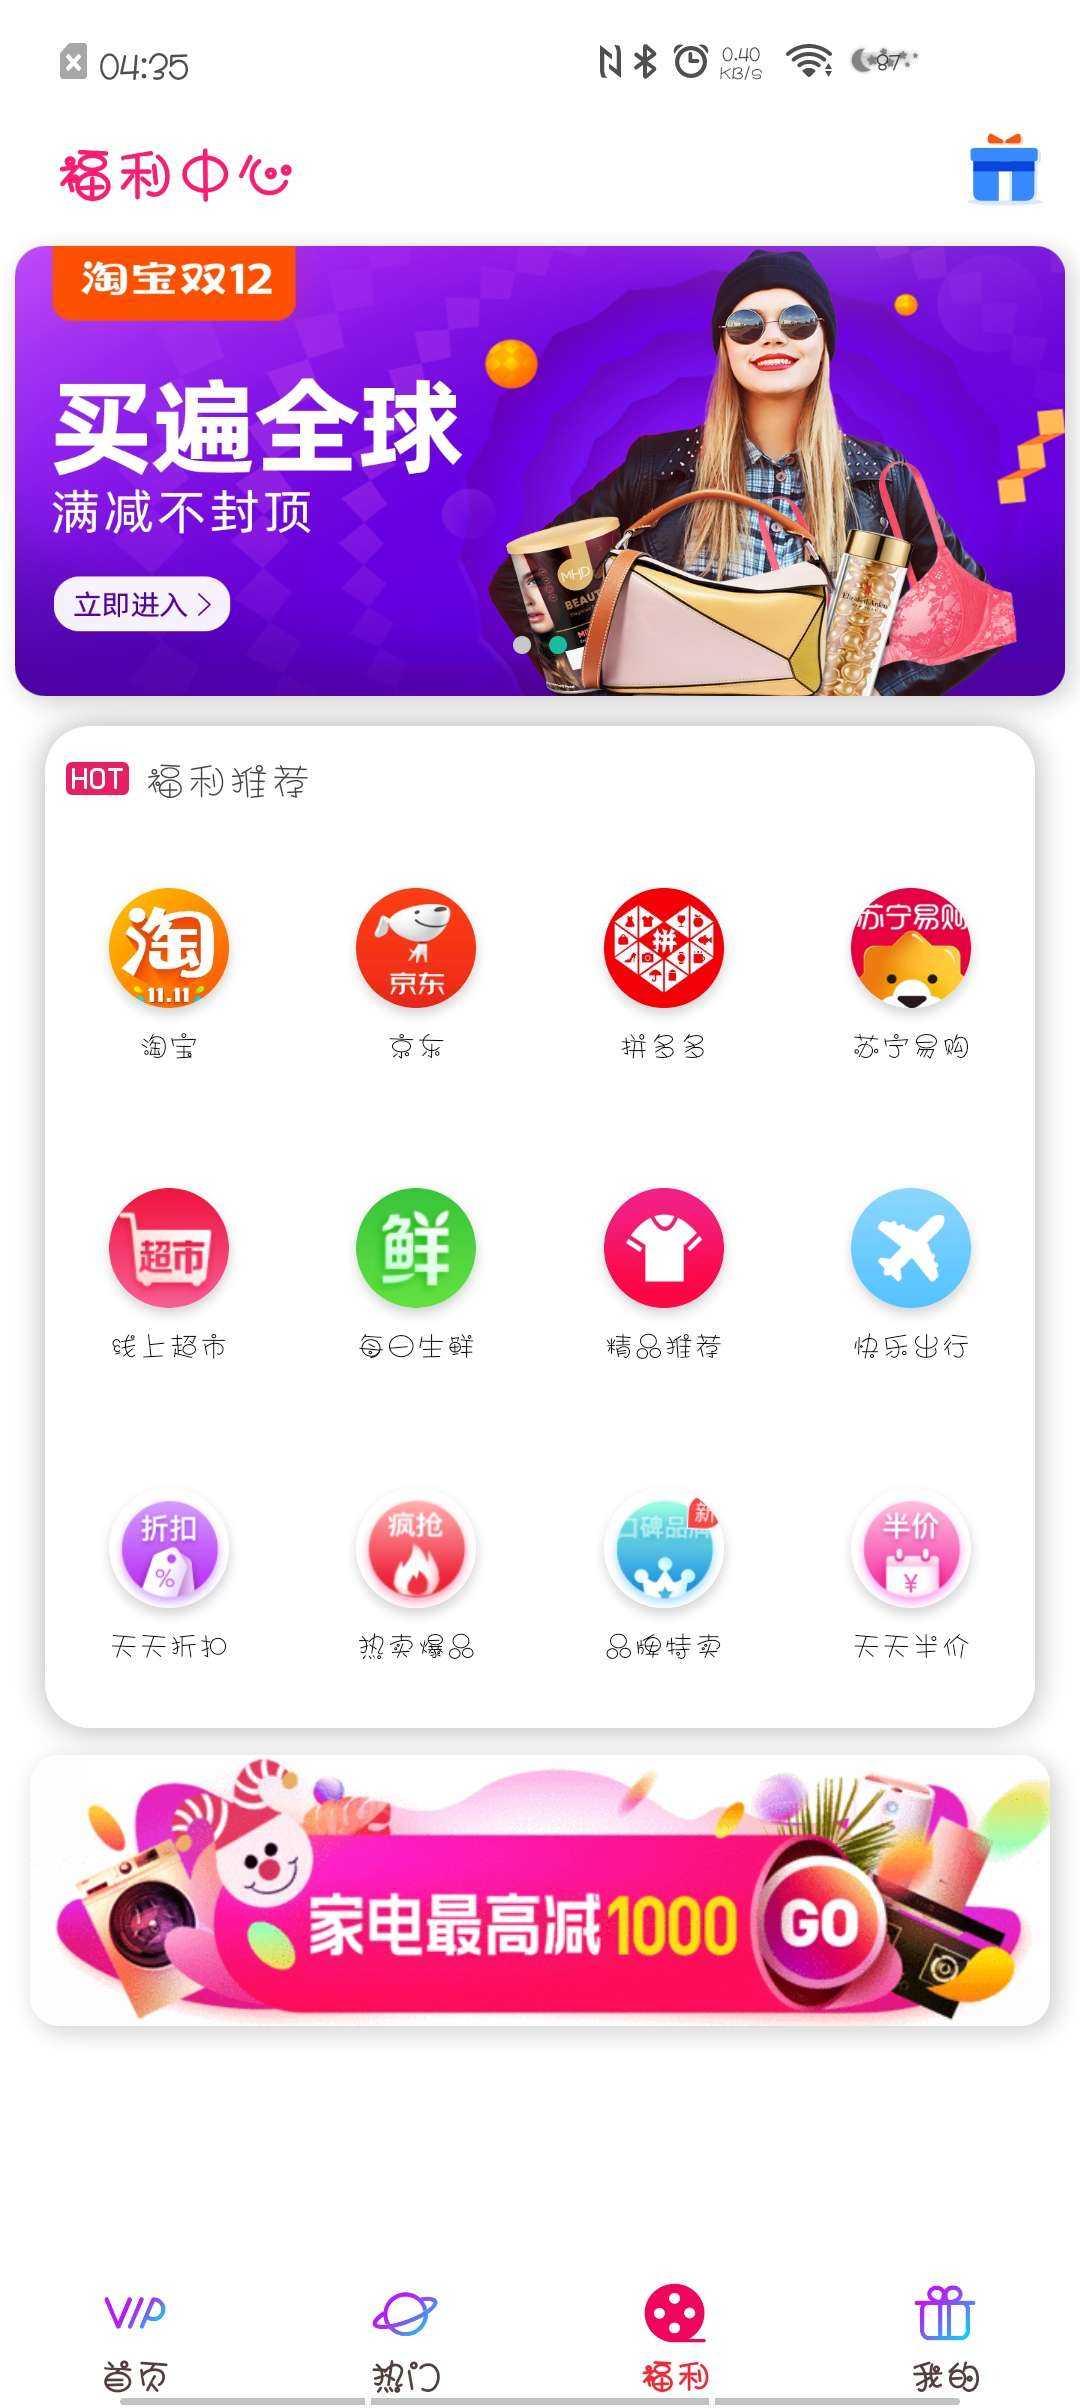 04:35
0.40
KB/s
87
福利中心
淘宝双12
买遍全球
满减不封顶
立即进入
MHD
BEAUT
Elizabeth Arden
HOT 福利推荐
淘
11.11
京东
拼
苏宁易购
淘宝
京东
拼多多
苏宁易购
超市
鲜
线上超市
每日生鲜
精品推荐
快乐出行
折扣
%
疯抢
口碑品牌
新
半价
¥
天天折扣
热卖爆品
品牌特卖
天天半价
家电最高减1000
GO
VIP
首页
热门
福利
我的